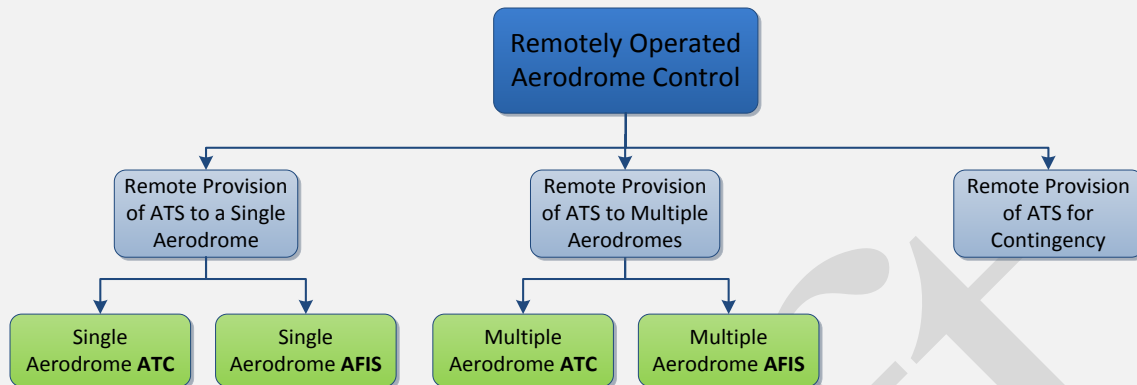 Remotely Operated
Aerodrome Control
Remote Provision
of ATS to a Single
Aerodrome
Remote Provision
of ATS to Multiple
Aerodromes
Remote Provision
of ATS for
Contingency
Single
Aerodrome ATC
Single
Aerodrome AFIS
Multiple
Aerodrome ATC
Multiple
Aerodrome AFIS